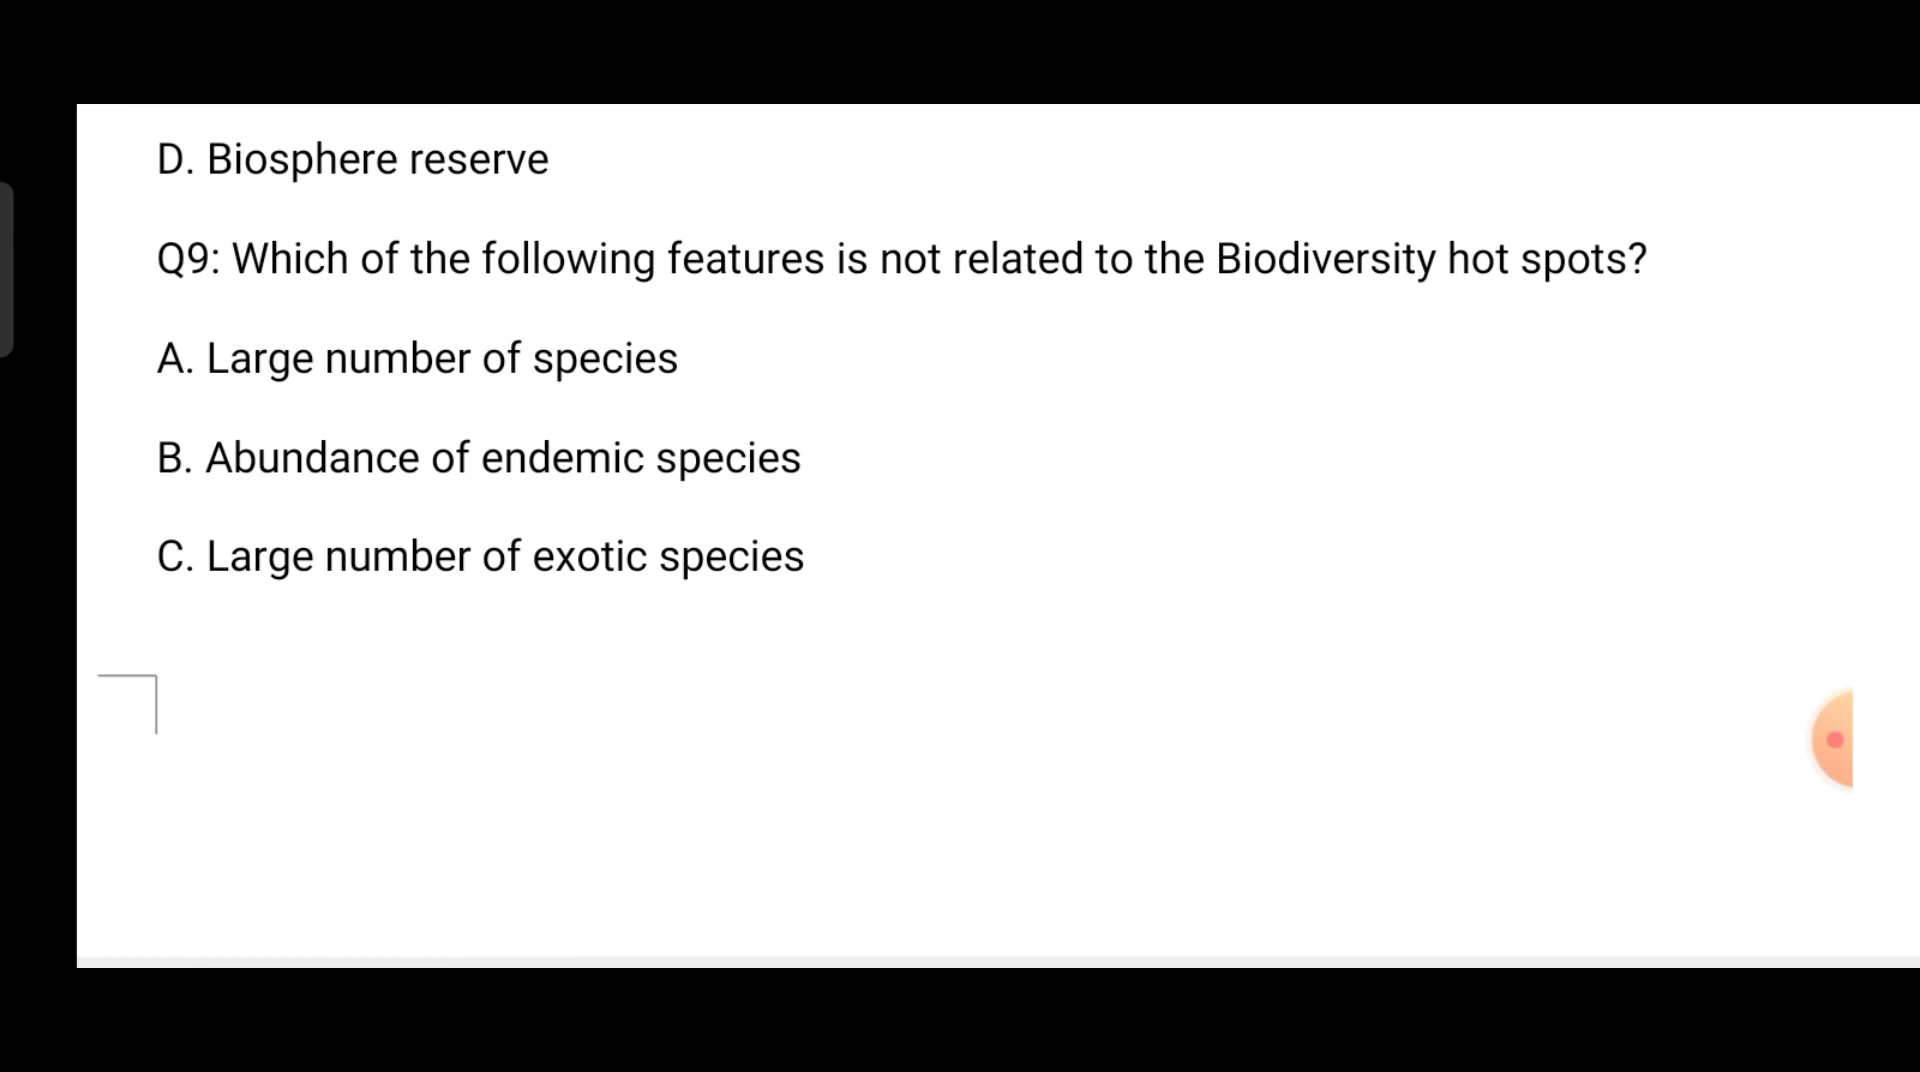 D. Biosphere reserve
Q9: Which of the following features is not related to the Biodiversity hot spots?
A. Large number of species
B. Abundance of endemic species
C. Large number of exotic species